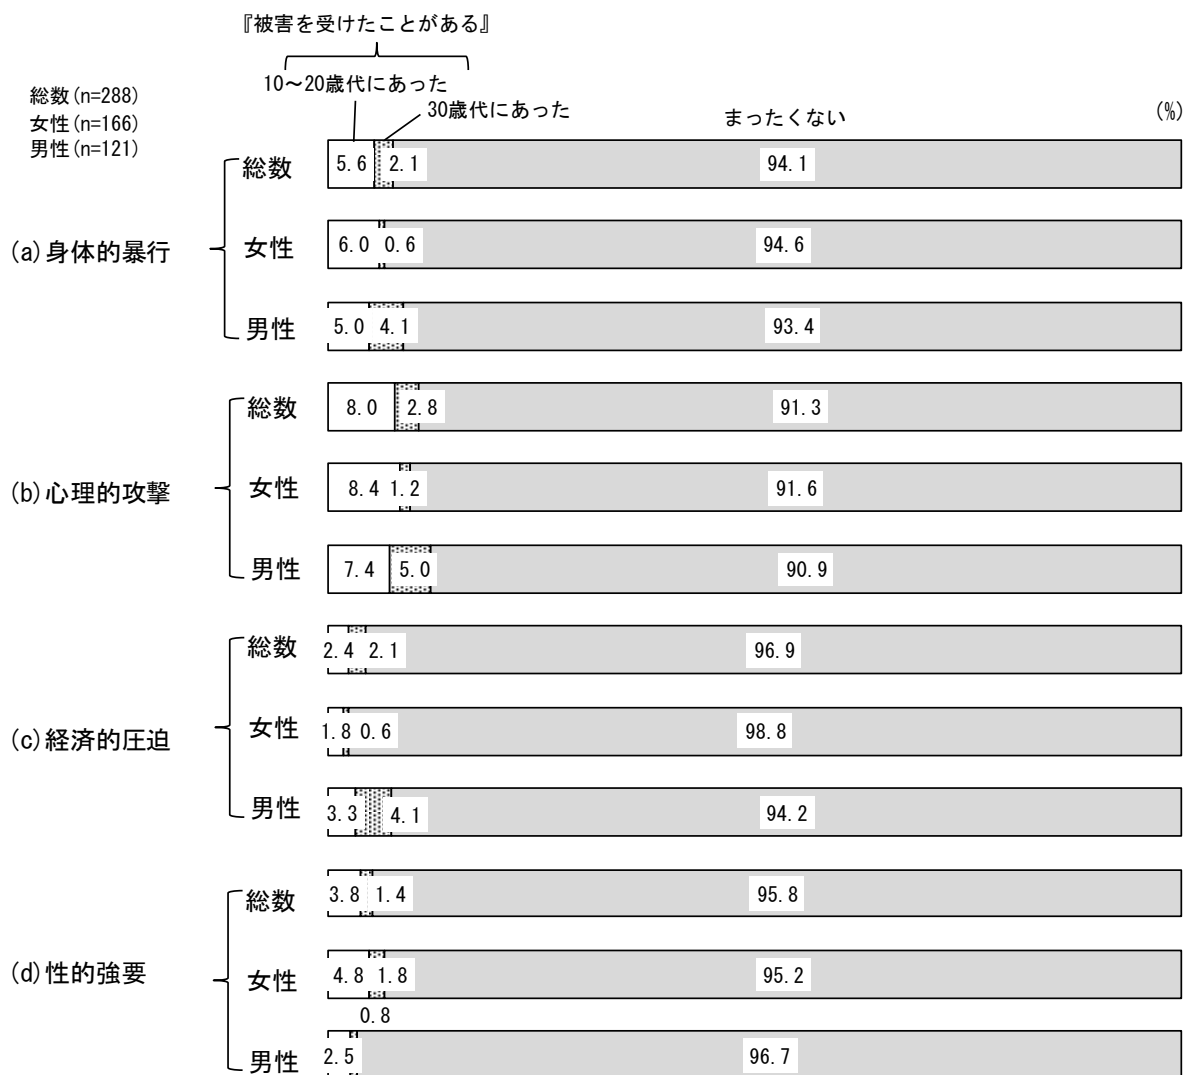 『被害を受けたことがある』
10~20歳代にあった
30歳代にあった
まったくない
(%)
総数(n=288)
女性(n=166)
男性(n=121)
(a)身体的暴行
総数 5.6 2.1 94.1
女性 6.0 0.6 94.6
男性 5.0 4.1 93.4
(b)心理的攻撃
総数 8.0 2.8 91.3
女性 8.4 1.2 91.6
男性 7.4 5.0 90.9
(c)経済的圧迫
総数 2.4 2.1 96.9
女性 1.8 0.6 98.8
男性 3.3 4.1 94.2
(d)性的強要
総数 3.8 1.4 95.8
女性 4.8 1.8 95.2
0.8
男性 2.5 96.7